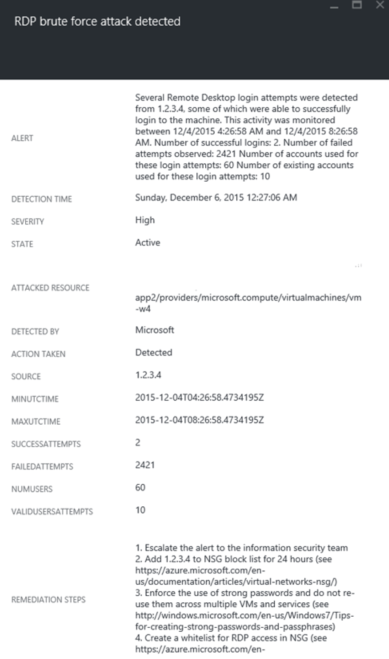 RDP brute force attack detected
ALERT
Several Remote Desktop login attempts were detected
from 1.2.3.4, some of which were able to successfully
login to the machine. This activity was monitored
between 12/4/2015 4:26:58 AM and 12/4/2015 8:26:58
AM. Number of successful logins: 2. Number of failed
attempts observed: 2421 Number of accounts used for
these login attempts: 60 Number of existing accounts
used for these login attempts: 10
DETECTION TIME
Sunday, December 6, 2015 12:27:06 AM
SEVERITY
High
STATE
Active
...
ATTACKED RESOURCE
app2/providers/microsoft.compute/virtualmachines/vm
-w4
DETECTED BY
Microsoft
ACTION TAKEN
Detected
SOURCE
1.2.3.4
MINUTCTIME
2015-12-04T04:26:58.4734195Z
MAXUTCTIME
2015-12-04T08:26:58.4734195Z
SUCCESSATTEMPTS
2
FAILEDATTEMPTS
2421
NUMUSERS
60
VALIDUSERSATTEMPTS
10
REMEDIATION STEPS
1. Escalate the alert to the information security team
2. Add 1.2.3.4 to NSG block list for 24 hours (see
https://azure.microsoft.com/en-
us/documentation/articles/virtual-networks-nsg/)
3. Enforce the use of strong passwords and do not re-
use them across multiple VMs and services (see
http://windows.microsoft.com/en-us/Windows7/Tips-
for-creating-strong-passwords-and-passphrases)
4. Create a whitelist for RDP access in NSG (see
https://azure.microsoft.com/en-